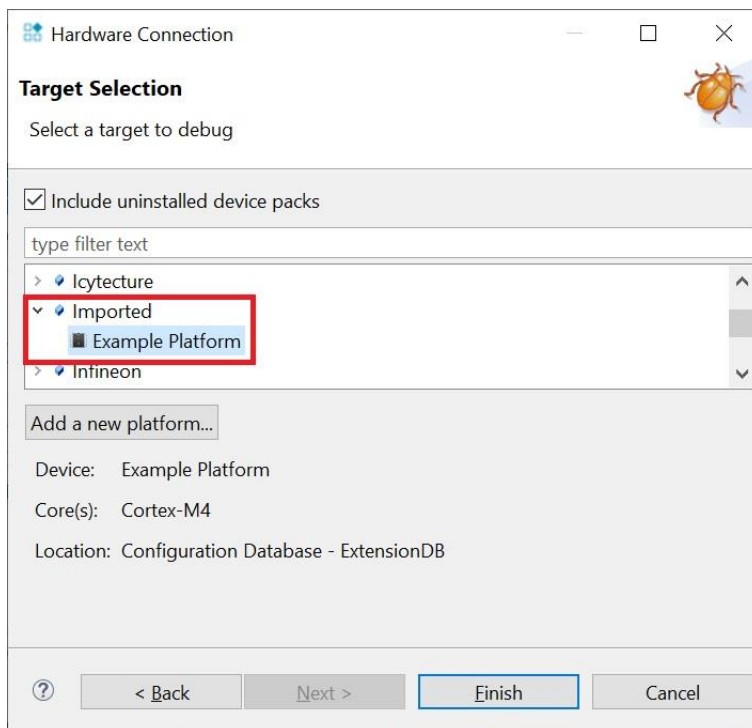 Hardware Connection
Target Selection
Select a target to debug
Include uninstalled device packs
type filter text
Icytecture
Imported
Example Platform
Infineon
Add a new platform...
Device: Example Platform
Core(s): Cortex-M4
Location: Configuration Database - ExtensionDB
? < Back Next > Finish Cancel